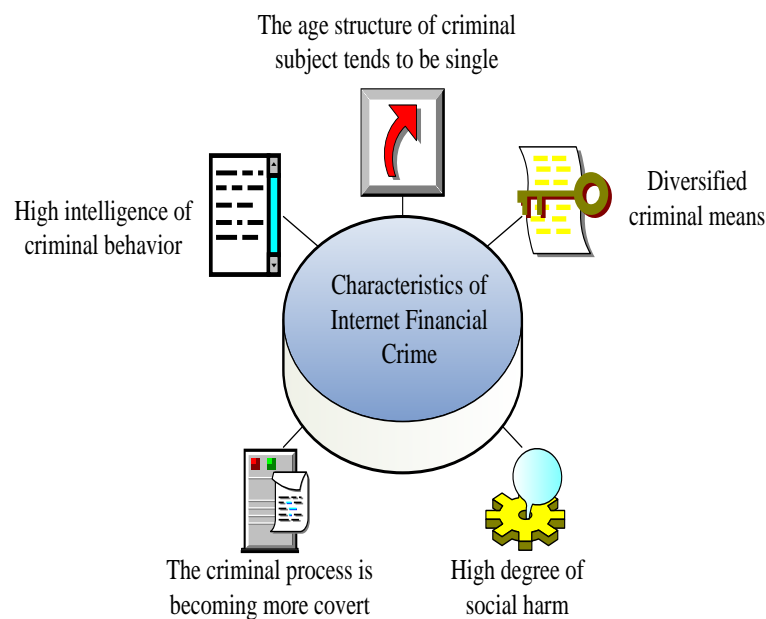 The age structure of criminal
subject tends to be single
High intelligence of
criminal behavior
Diversified
criminal means
Characteristics of
Internet Financial
Crime
The criminal process is
becoming more covert
High degree of
social harm